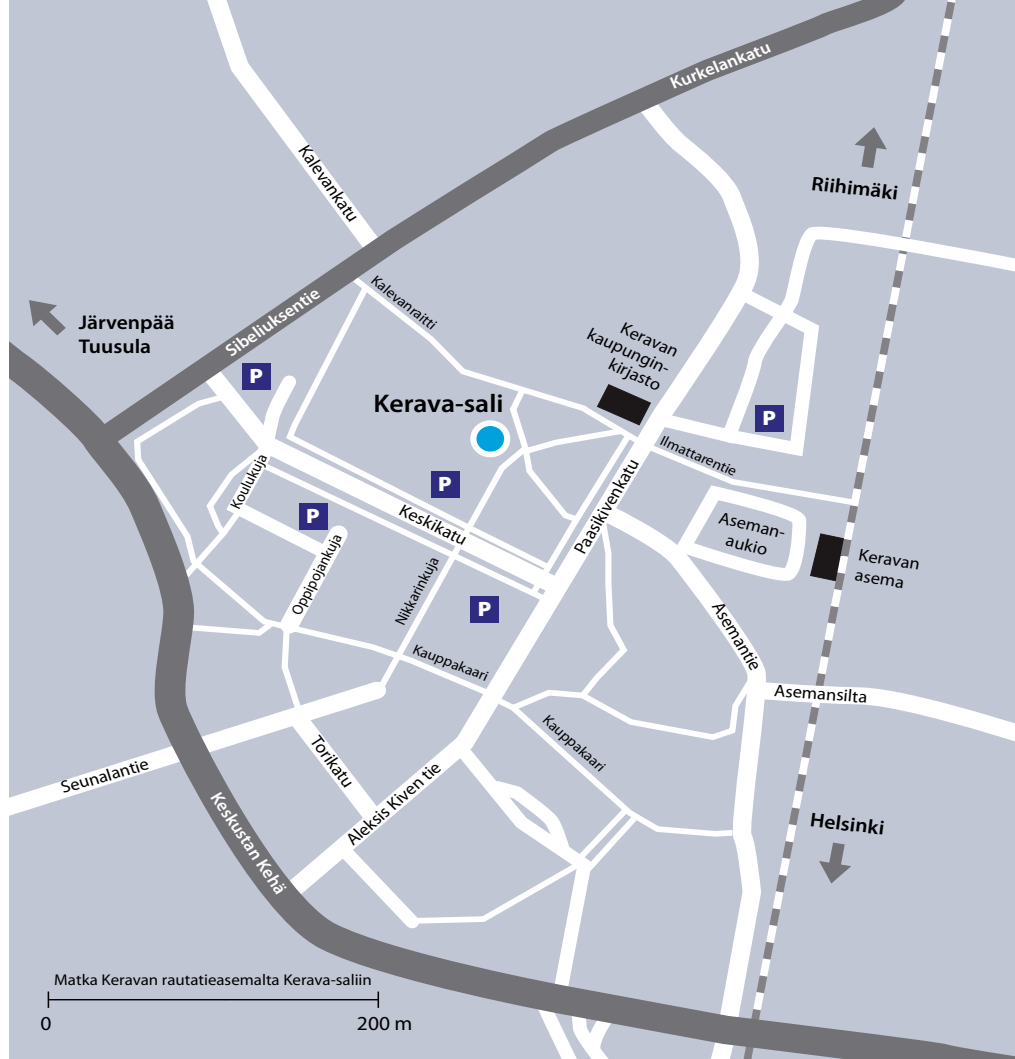 Kurkelankatu
Kalevankatu
Riihimäki
Järvenpää
Tuusula
Sibeliuksentie
Kalevanraitti
Keravan
kaupungin-
kirjasto
P
Kerava-sali
P
Ilmattarentie
Koulukuja
P
P
Keskikatu
Paasikivenkatu
Aseman-
aukio
Keravan
asema
Oppipojankuja
Nikkarinkuja
P
Asemantie
Kauppakaari
Asemansilta
Kauppakaari
Seunalantie
Torikatu
Aleksis Kiven tie
Keskustan Kehä
Helsinki
Matka Keravan rautatieasemalta Kerava-saliin
0
200 m